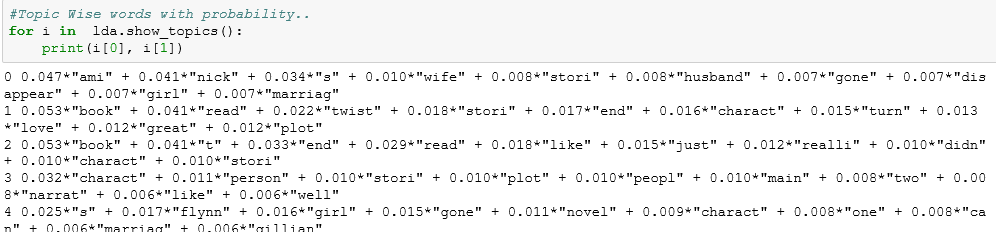 #Topic Wise words with probability..
for i in  lda.show_topics():
    print(i[0], i[1])
0 0.047*"ami" + 0.041*"nick" + 0.034*"s" + 0.010*"wife" + 0.008*"stori" + 0.008*"husband" + 0.007*"gone" + 0.007*"dis
appear" + 0.007*"girl" + 0.007*"marriag"
1 0.053*"book" + 0.041*"read" + 0.022*"twist" + 0.018*"stori" + 0.017*"end" + 0.016*"charact" + 0.015*"turn" + 0.013
*"love" + 0.012*"great" + 0.012*"plot"
2 0.053*"book" + 0.041*"t" + 0.033*"end" + 0.029*"read" + 0.018*"like" + 0.015*"just" + 0.012*"realli" + 0.010*"didn"
+ 0.010*"charact" + 0.010*"stori"
3 0.032*"charact" + 0.011*"person" + 0.010*"stori" + 0.010*"plot" + 0.010*"peopl" + 0.010*"main" + 0.008*"two" + 0.00
8*"narrat" + 0.006*"like" + 0.006*"well"
4 0.025*"s" + 0.017*"flynn" + 0.016*"girl" + 0.015*"gone" + 0.011*"novel" + 0.009*"charact" + 0.008*"one" + 0.008*"ca
n" + 0.006*"marriag" + 0.006*"gillian"